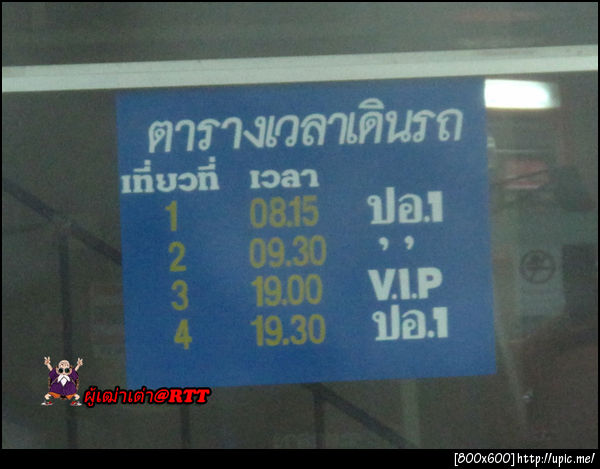 ตารางเวลาเดินรถ
เที่ยวที่ เวลา
1 08.15 ปอ.1
2 09.30 ’ ’
3 19.00 V.I.P
4 19.30 ปอ.1
ผู้เฒ่าเต่า@RTT
[800x600]http://upic.me/